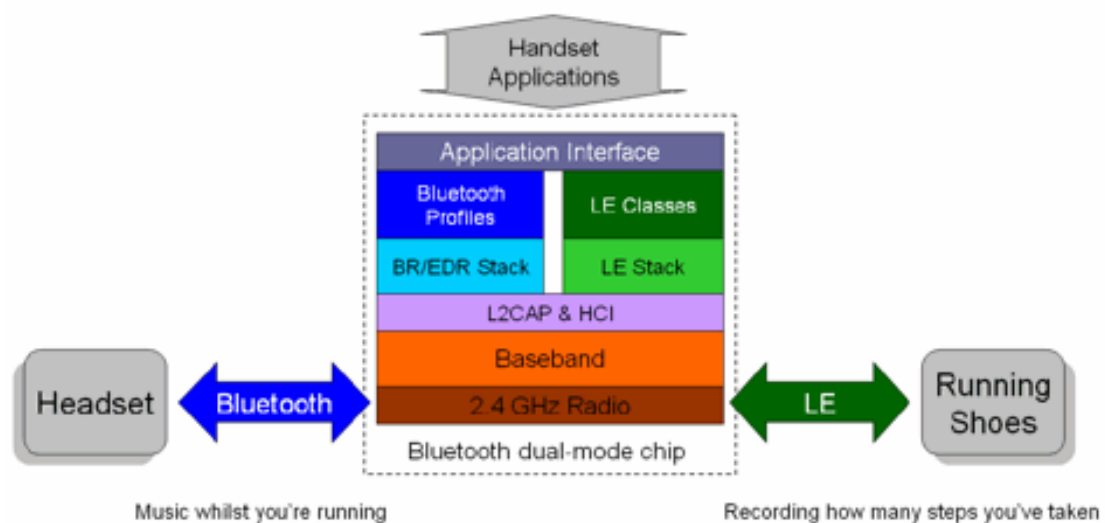 Handset
Applications
Application Interface
Bluetooth
Profiles
LE Classes
BR/EDR Stack
LE Stack
L2CAP & HCI
Baseband
2.4 GHz Radio
Bluetooth dual-mode chip
Headset
Bluetooth
LE
Running
Shoes
Music whilst you're running
Recording how many steps you've taken